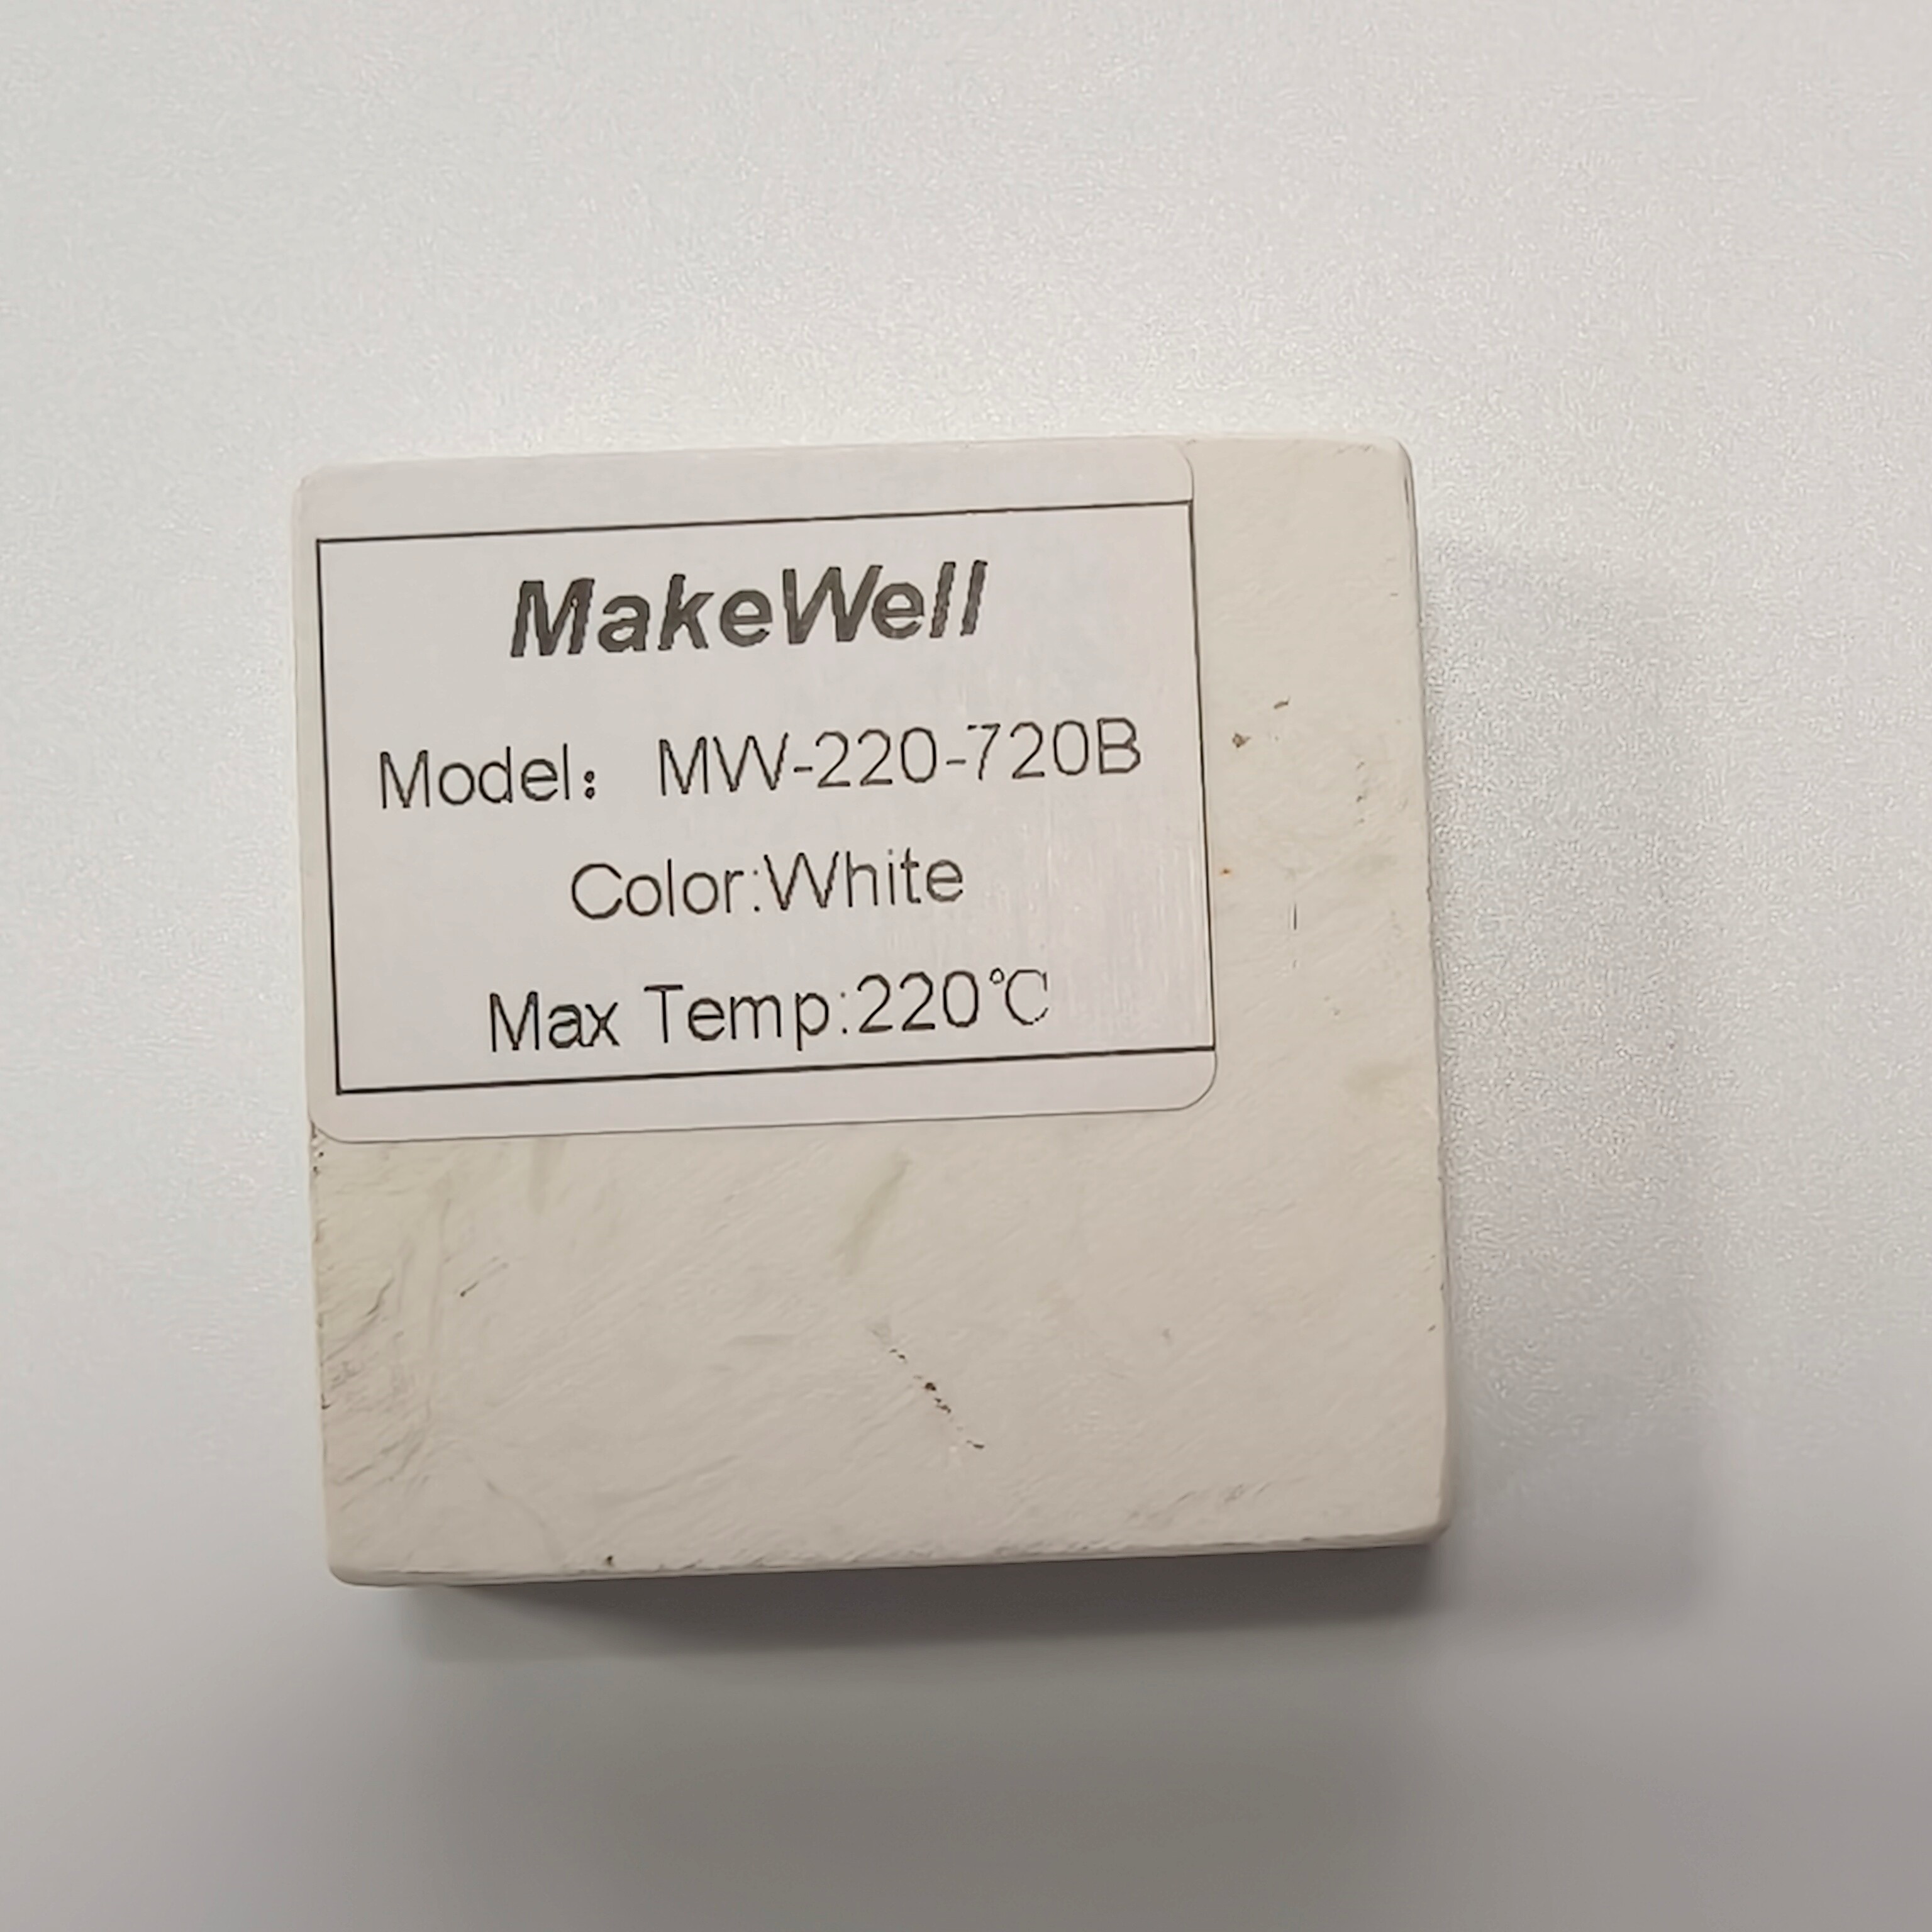 MakeWell
Model： MW-220-720B
Color:White
Max Temp:220℃